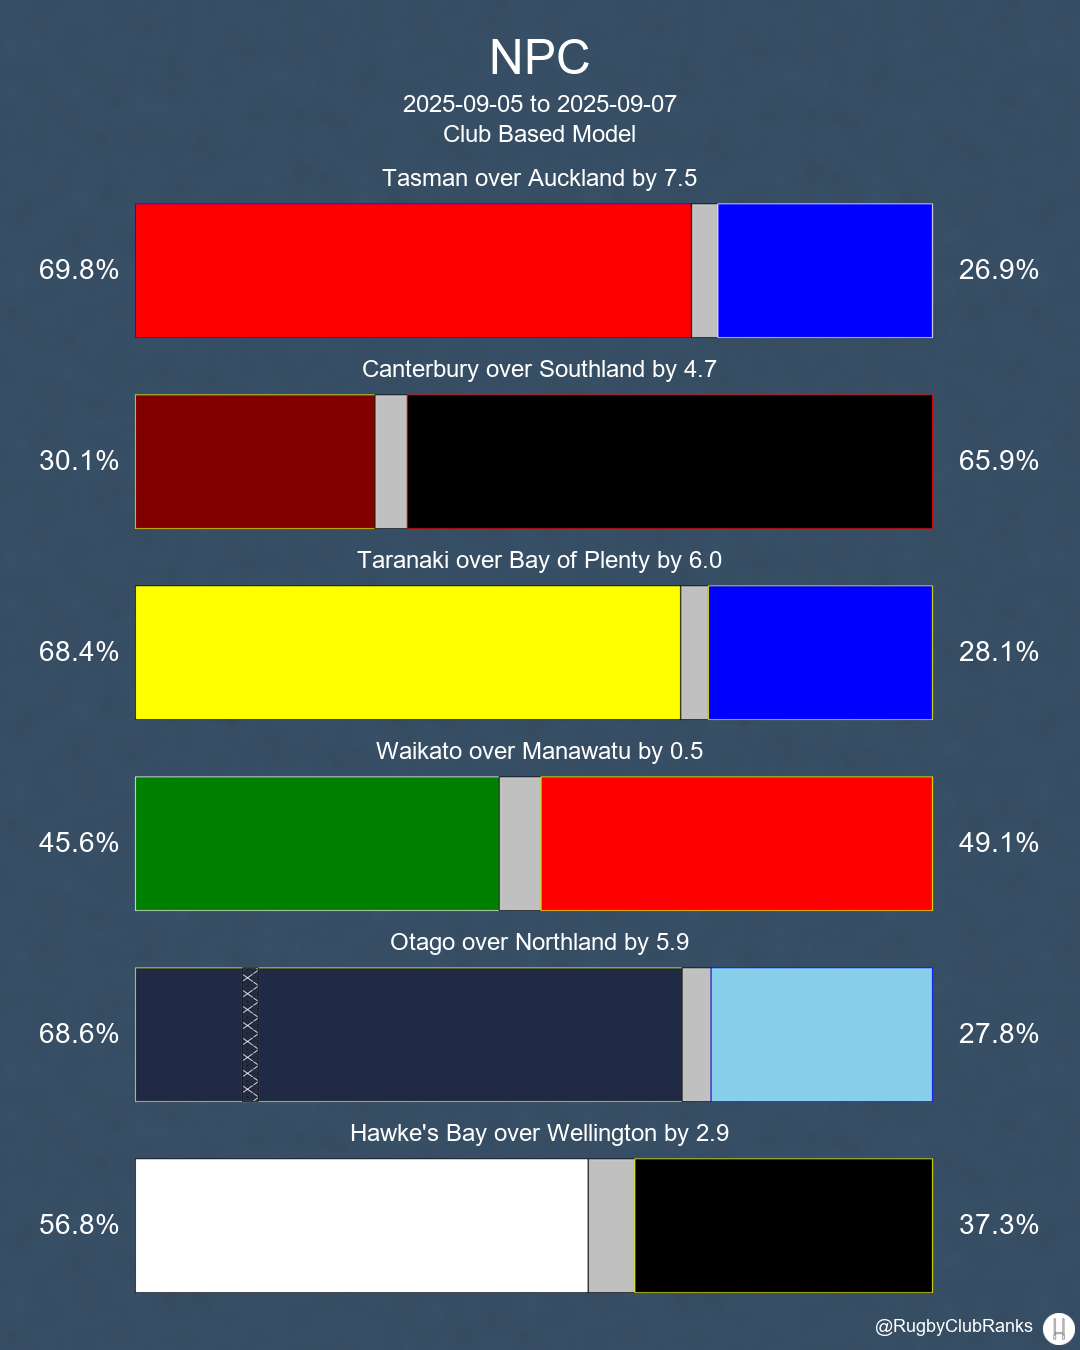 NPC
2025-09-05 to 2025-09-07
Club Based Model
Tasman over Auckland by 7.5
69.8%
26.9%
Canterbury over Southland by 4.7
30.1%
65.9%
Taranaki over Bay of Plenty by 6.0
68.4%
28.1%
Waikato over Manawatu by 0.5
45.6%
49.1%
Otago over Northland by 5.9
68.6%
27.8%
Hawke's Bay over Wellington by 2.9
56.8%
37.3%
@RugbyClubRanks